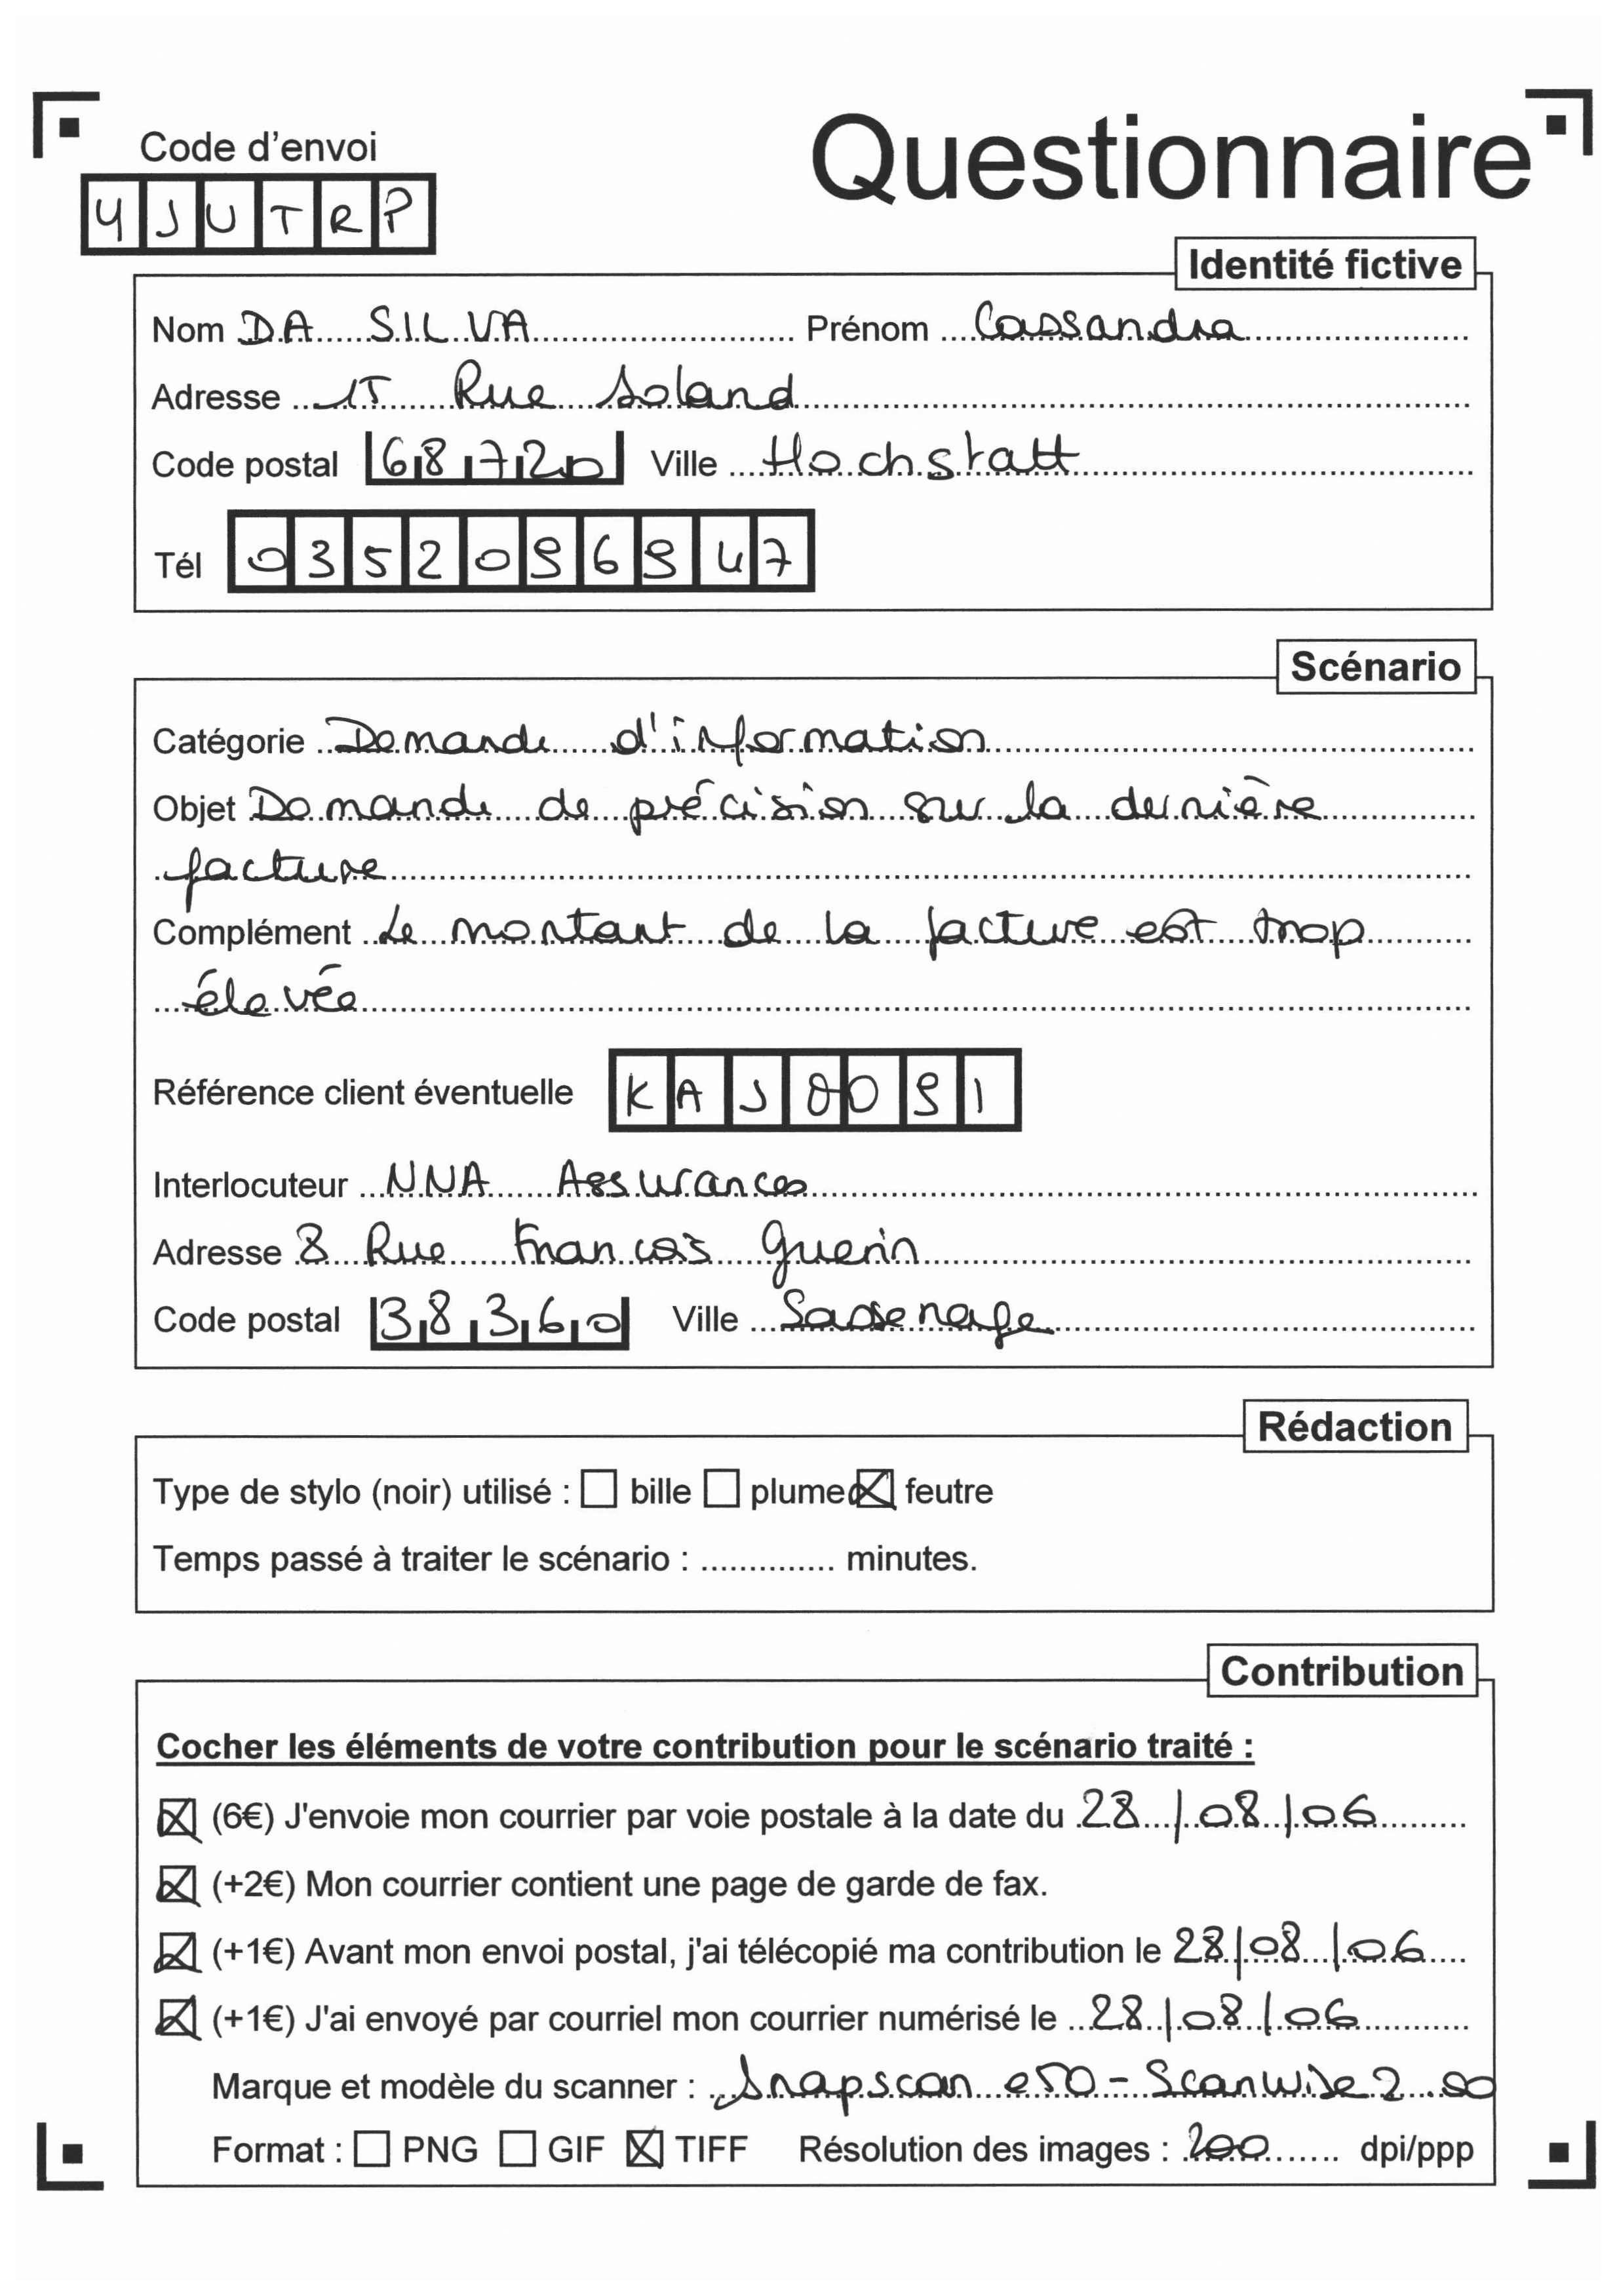 Code d'envoi
Questionnaire
4JUTRP
Identité fictive
Nom DA SILVA Prénom Cassandra
Adresse 15 Rue Soland
Code postal 68720 Ville Hochstatt
Tél 0352096947
Scénario
Catégorie Demande d'information
Objet Demande de précision sur la dernière
facture
Complément Le montant de la facture est trop
élevée
Référence client éventuelle KAJ0091
Interlocuteur NNA Assurances
Adresse 8 Rue Francois Guerin
Code postal 38360 Ville Sassenage
Rédaction
Type de stylo (noir) utilisé : bille plume feutre
Temps passé à traiter le scénario : .............. minutes.
Contribution
Cocher les éléments de votre contribution pour le scénario traité :
(6€) J'envoie mon courrier par voie postale à la date du 28/08/06
(+2€) Mon courrier contient une page de garde de fax.
(+1€) Avant mon envoi postal, j'ai télécopié ma contribution le 28/08/06
(+1€) J'ai envoyé par courriel mon courrier numérisé le 28/08/06
Marque et modèle du scanner : Snapscan e50 - Scanwise 2.00
Format : PNG GIF TIFF Résolution des images : 200 dpi/ppp